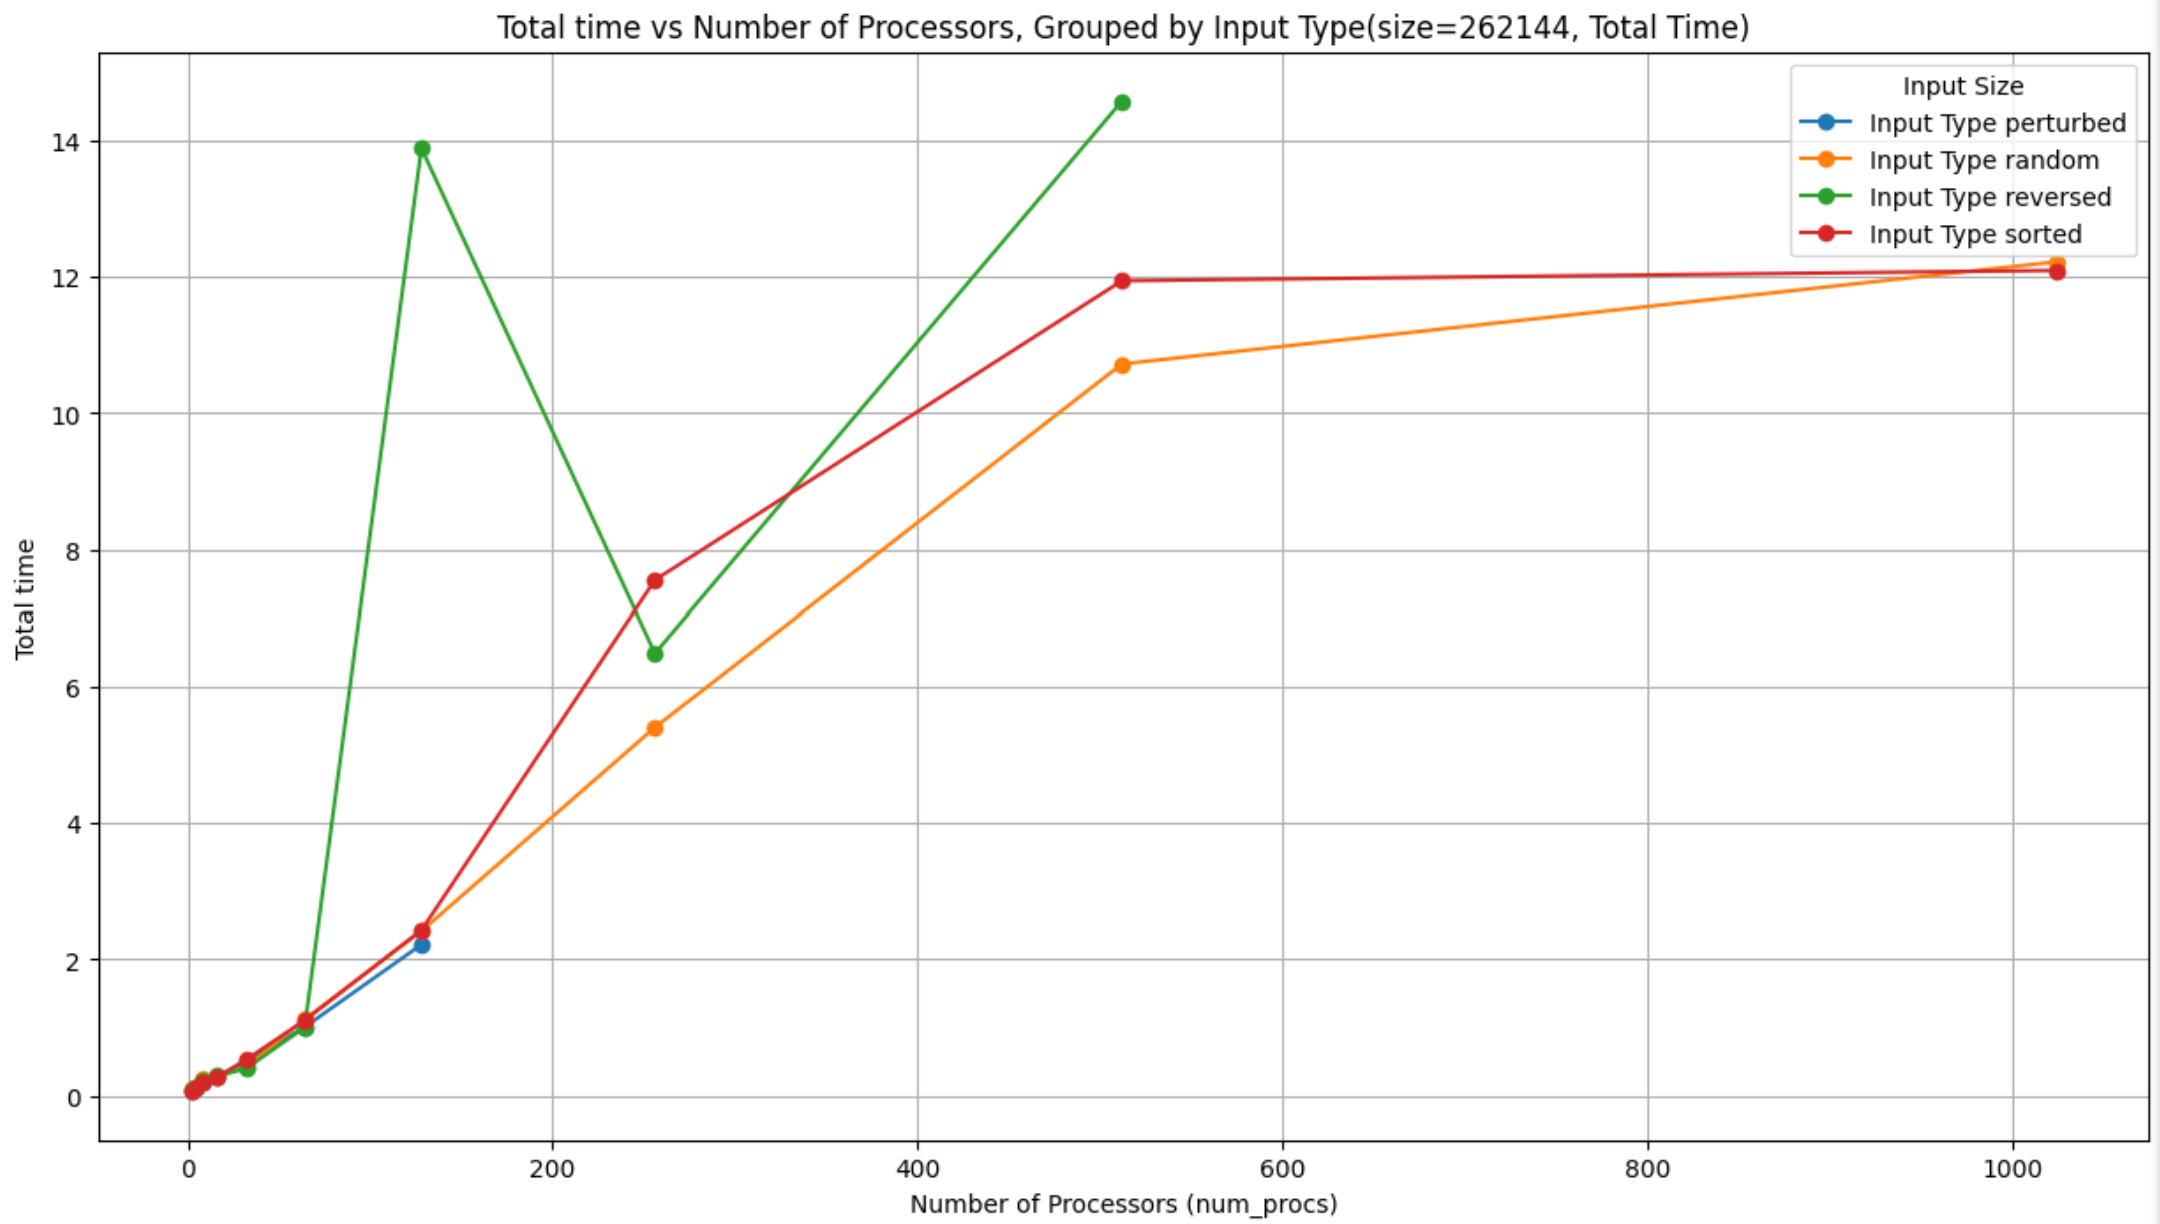 Total time vs Number of Processors, Grouped by Input Type(size=262144, Total Time)
Input Size
Input Type perturbed
Input Type random
Input Type reversed
Input Type sorted
14
12
10
8
6
4
2
0
Total time
0 200 400 600 800 1000
Number of Processors (num_procs)